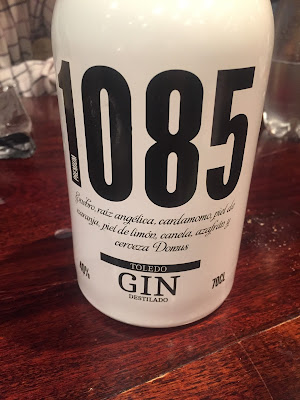 1085
PREMIUM
Enebro, raíz angélica, cardamomo, piel de
naranja, piel de limón, canela, azafrán y
cerveza Domus
TOLEDO
40% GIN 70CL
DESTILADO